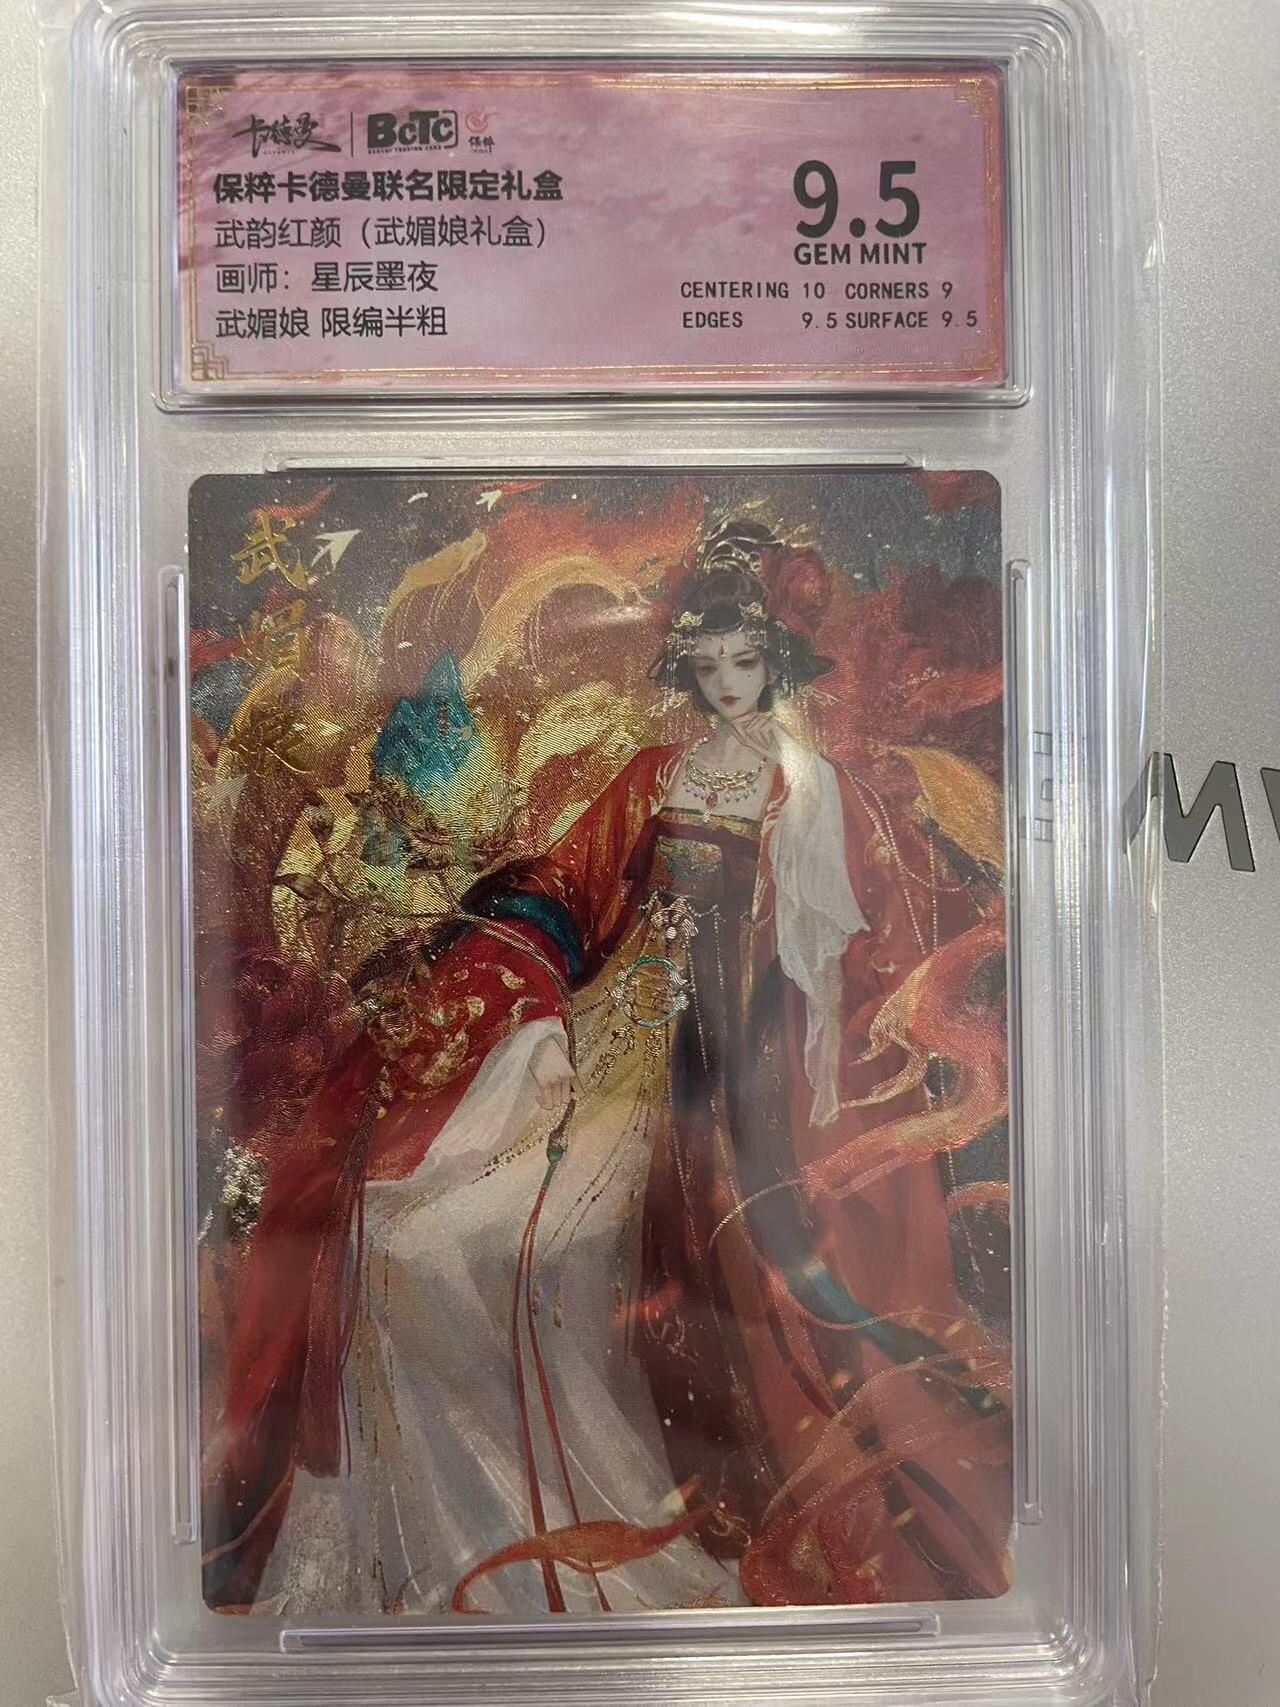 卡德曼 BCTC 保粹
保粹卡德曼联名限定礼盒
武韵红颜（武媚娘礼盒）
画师：星辰墨夜
武媚娘 限编半粗
9.5
GEM MINT
CENTERING 10 CORNERS 9
EDGES 9.5 SURFACE 9.5
武媚娘